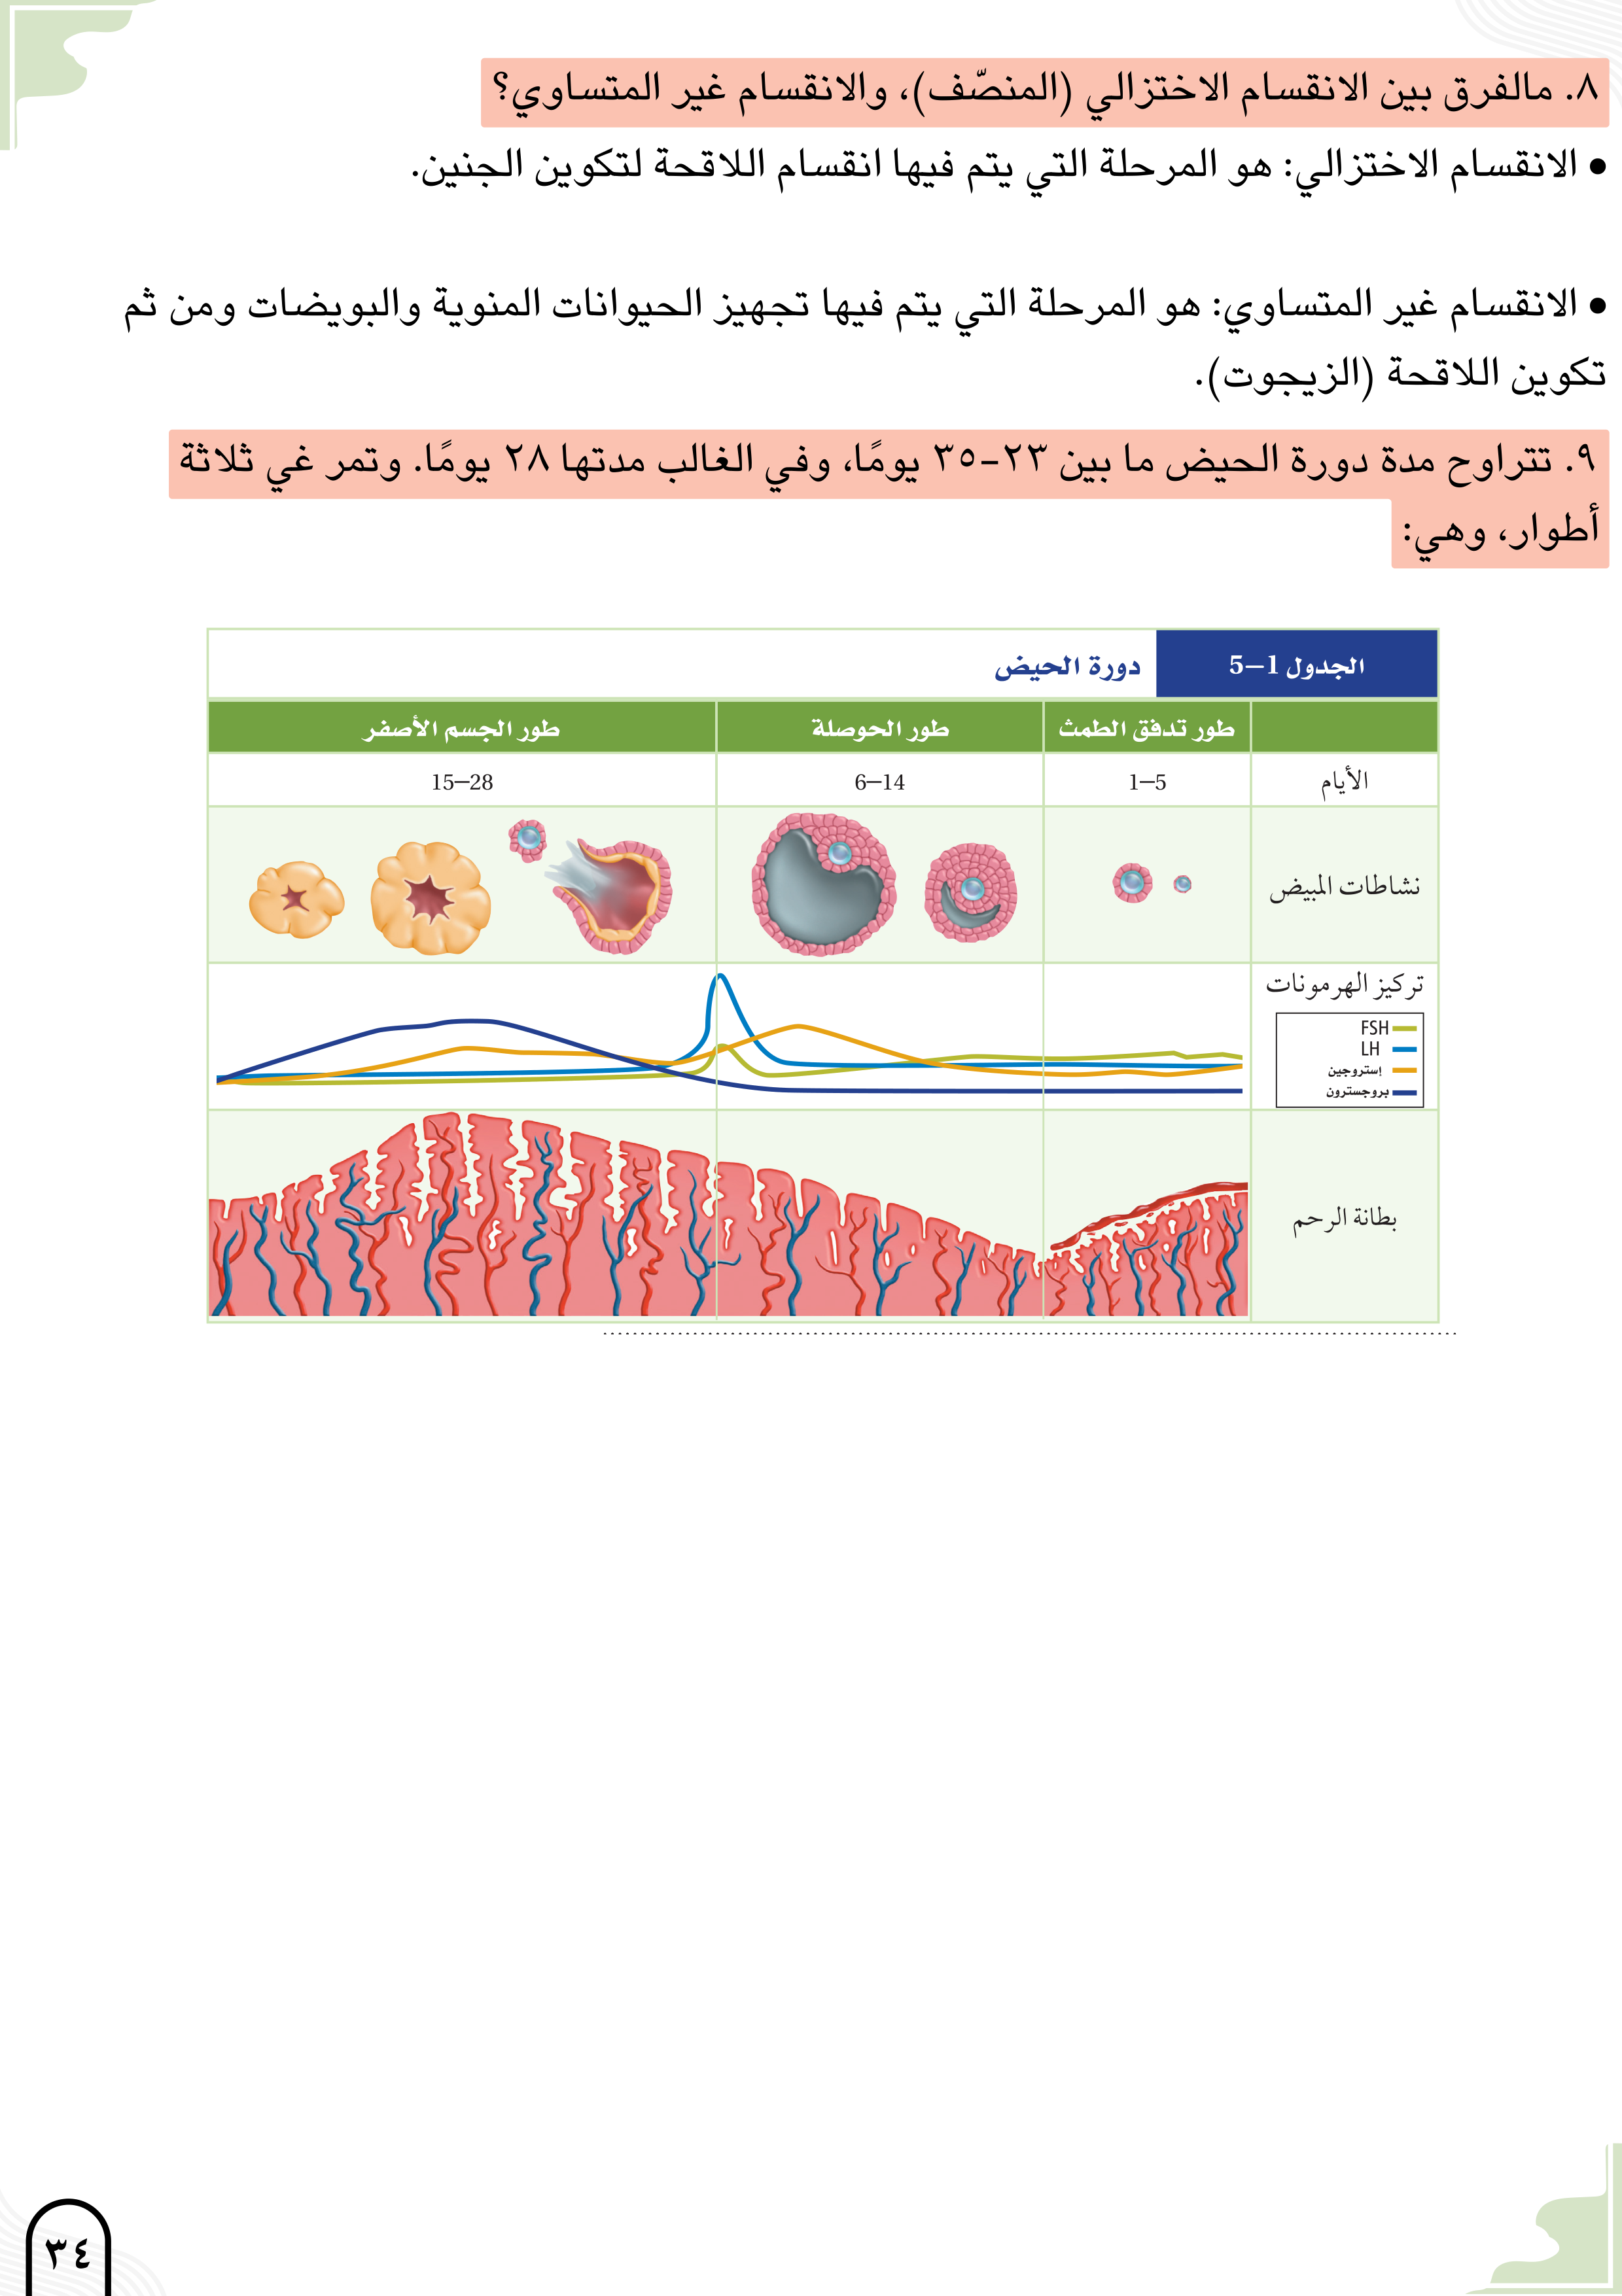 ٨. مالفرق بين الانقسام الاختزالي (المنصّف)، والانقسام غير المتساوي؟
● الانقسام الاختزالي: هو المرحلة التي يتم فيها انقسام اللاقحة لتكوين الجنين.
● الانقسام غير المتساوي: هو المرحلة التي يتم فيها تجهيز الحيوانات المنوية والبويضات ومن ثم
تكوين اللاقحة (الزيجوت).
٩. تتراوح مدة دورة الحيض ما بين ٢٣-٣٥ يومًا، وفي الغالب مدتها ٢٨ يومًا. وتمر غي ثلاثة
أطوار، وهي:
الجدول 1–5 دورة الحيض
طور تدفق الطمث طور الحوصلة طور الجسم الأصفر
الأيام 1–5 6–14 15–28
نشاطات المبيض
تركيز الهرمونات
FSH
LH
إستروجين
بروجسترون
بطانة الرحم
٣٤